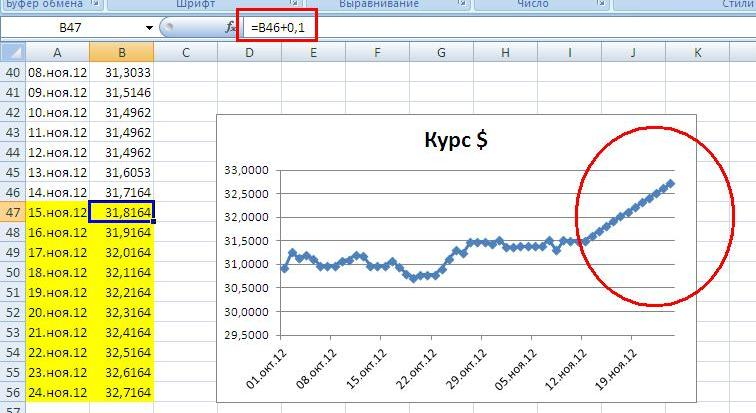 Буфер обмена Шрифт Выравнивание Число Стили
B47 fx =B46+0,1
A B C D E F G H I J K
40 08.ноя.12 31,3033
41 09.ноя.12 31,5146
42 10.ноя.12 31,4962
43 11.ноя.12 31,4962
44 12.ноя.12 31,4962
45 13.ноя.12 31,6053
46 14.ноя.12 31,7164
47 15.ноя.12 31,8164
48 16.ноя.12 31,9164
49 17.ноя.12 32,0164
50 18.ноя.12 32,1164
51 19.ноя.12 32,2164
52 20.ноя.12 32,3164
53 21.ноя.12 32,4164
54 22.ноя.12 32,5164
55 23.ноя.12 32,6164
56 24.ноя.12 32,7164
57
Курс $
33,0000
32,5000
32,0000
31,5000
31,0000
30,5000
30,0000
29,5000
01.окт.12 08.окт.12 15.окт.12 22.окт.12 29.окт.12 05.ноя.12 12.ноя.12 19.ноя.12